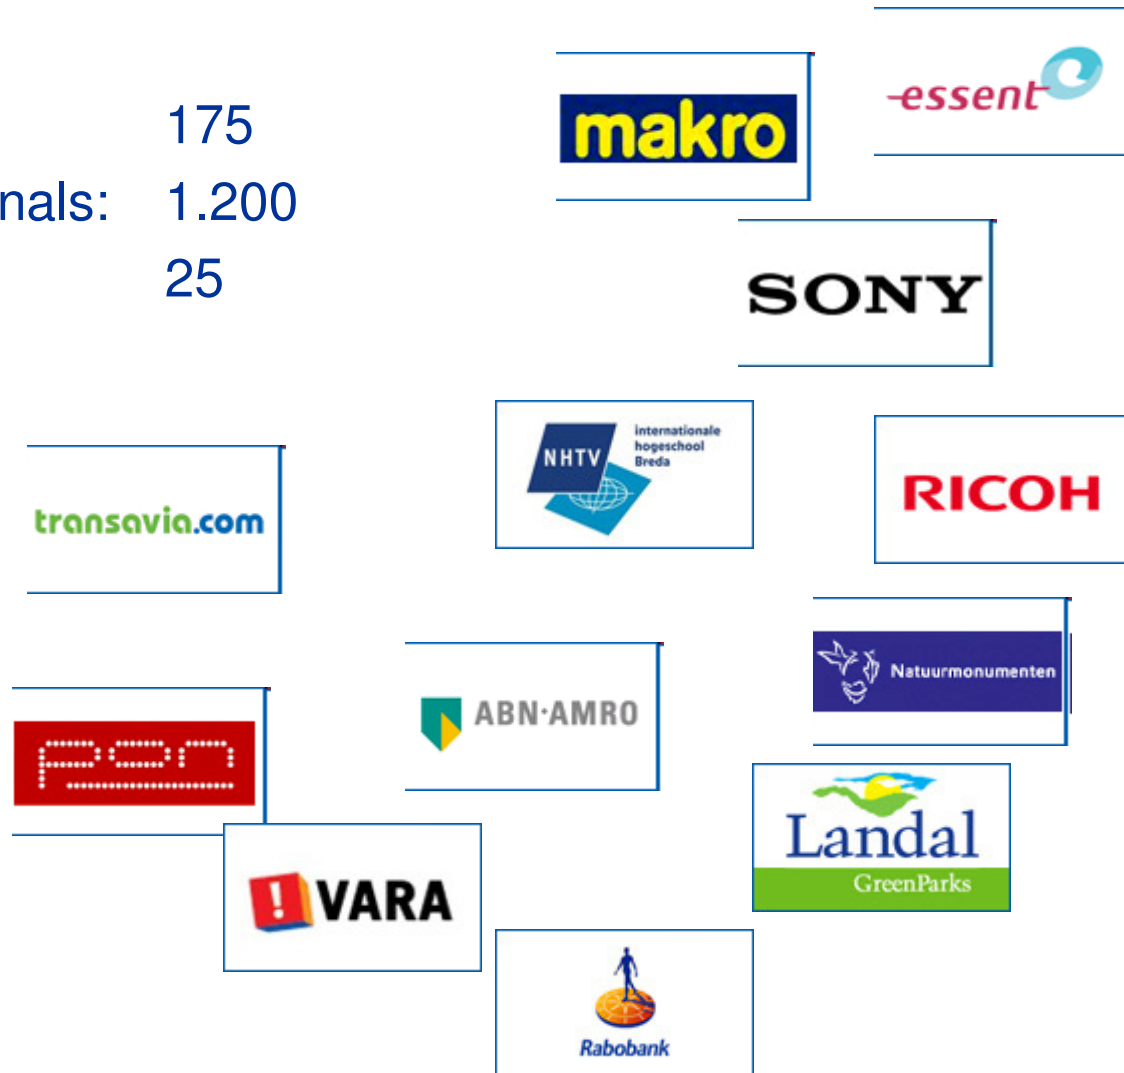 175
nals: 1.200
25
makro
essent
SONY
NHTV
internationale
hogeschool
Breda
RICOH
transavia.com
Natuurmonumenten
ABN·AMRO
pon
Landal
GreenParks
! VARA
Rabobank